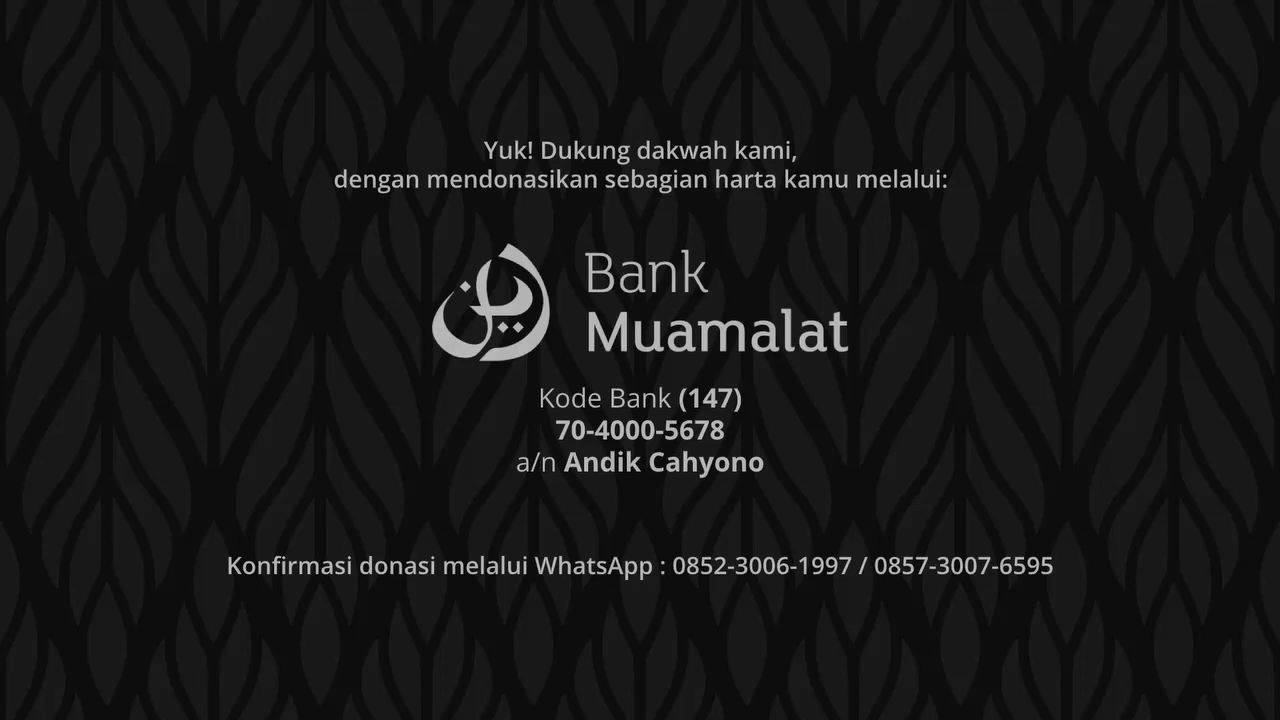 Yuk! Dukung dakwah kami,
dengan mendonasikan sebagian harta kamu melalui:
Bank
Muamalat
Kode Bank (147)
70-4000-5678
a/n Andik Cahyono
Konfirmasi donasi melalui WhatsApp : 0852-3006-1997 / 0857-3007-6595